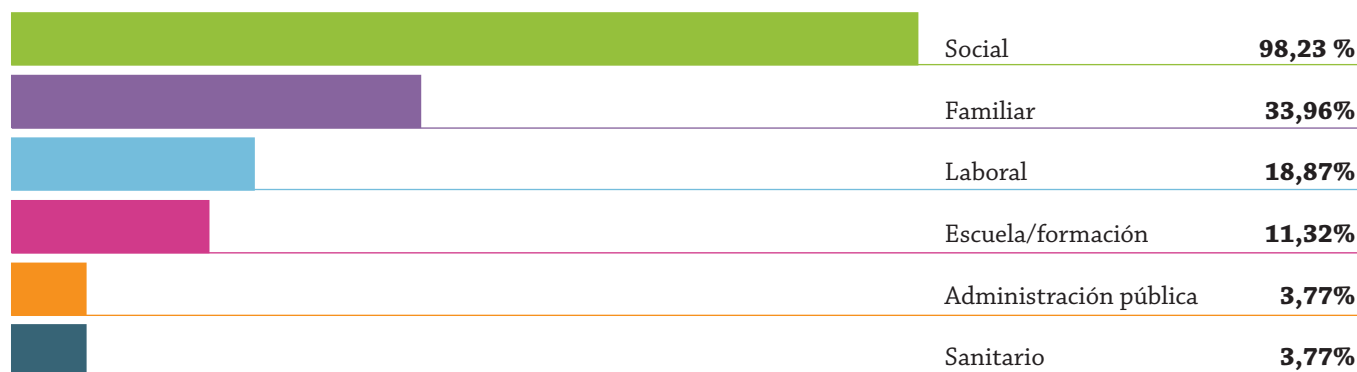 Social 98,23 %
Familiar 33,96%
Laboral 18,87%
Escuela/formación 11,32%
Administración pública 3,77%
Sanitario 3,77%